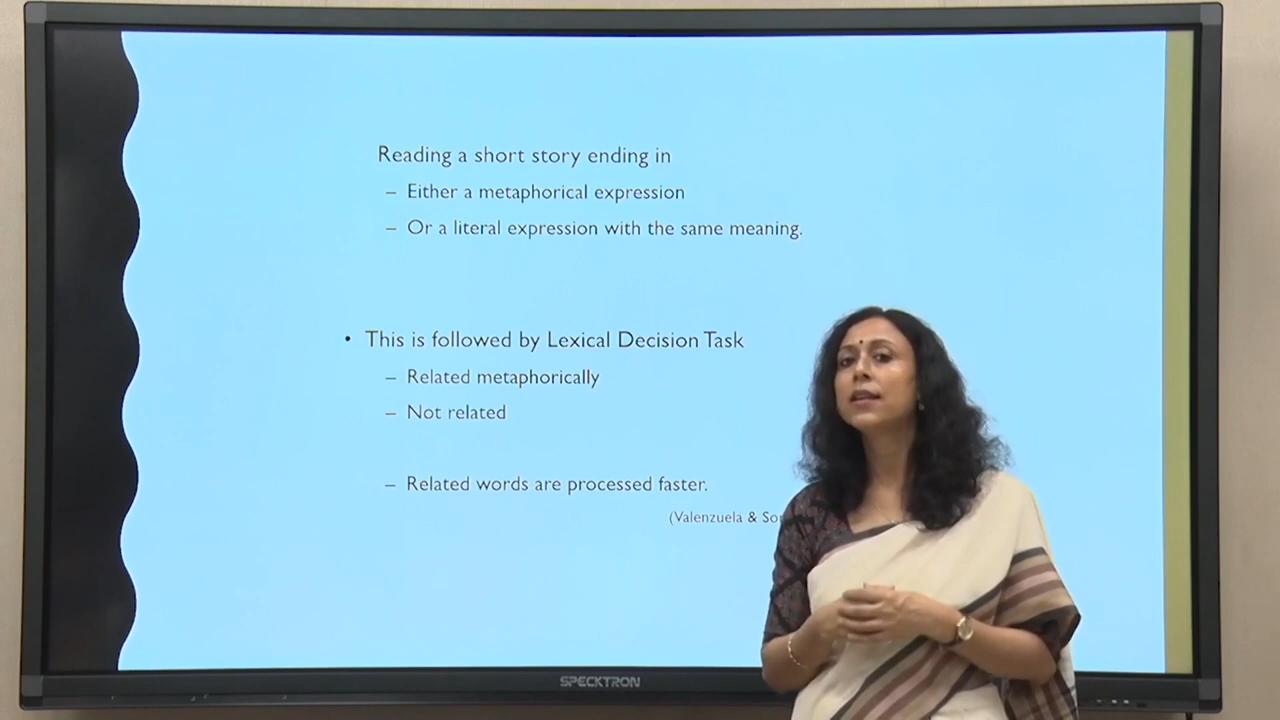 Reading a short story ending in
– Either a metaphorical expression
– Or a literal expression with the same meaning.
• This is followed by Lexical Decision Task
– Related metaphorically
– Not related
– Related words are processed faster.
(Valenzuela &
SPECKTRON